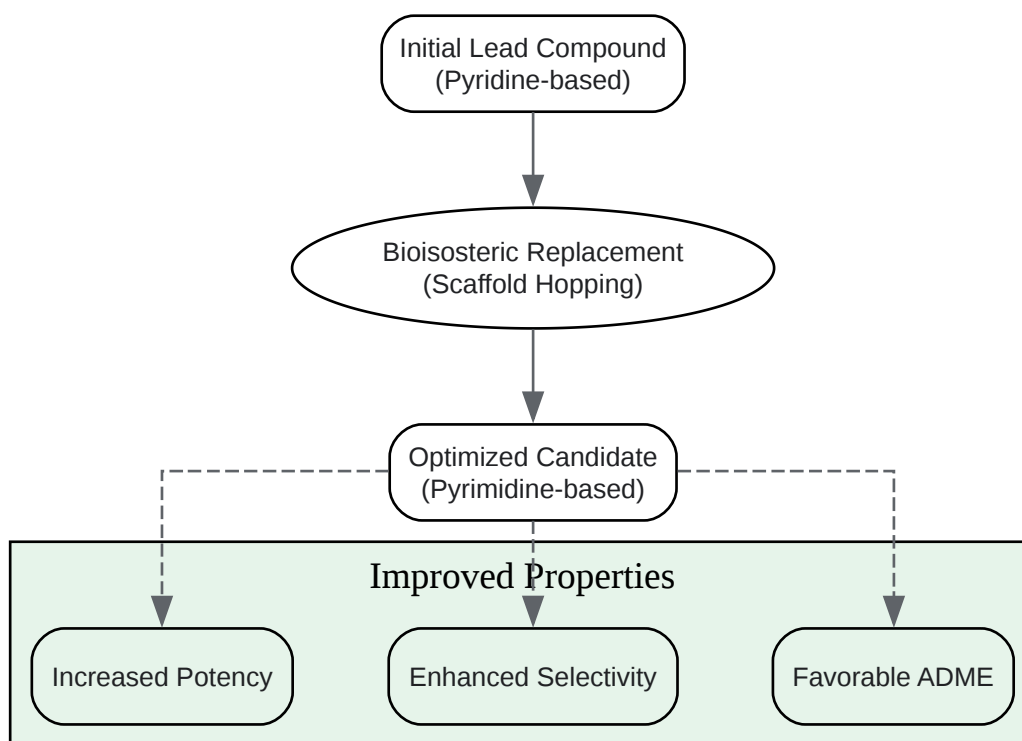 Initial Lead Compound
(Pyridine-based)
Bioisosteric Replacement
(Scaffold Hopping)
Optimized Candidate
(Pyrimidine-based)
Improved Properties
Increased Potency
Enhanced Selectivity
Favorable ADME